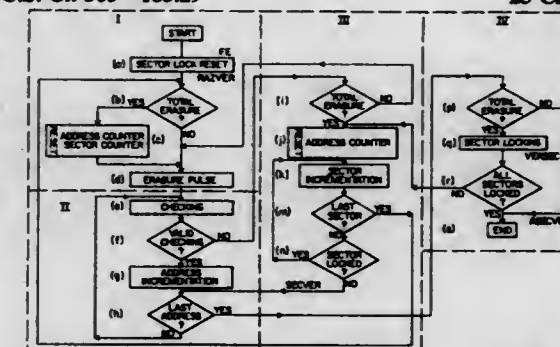 I
III
IV
START
FE
(a) SECTOR LOCK RESET
RAZVER
(b) YES TOTAL ERASURE ?
NO
ADDRESS COUNTER
SECTOR COUNTER
(c)
(d) ERASURE PULSE
II
(e) CHECKING
(f) VALID CHECKING ?
NO
YES
(g) ADDRESS INCREMENTATION
(h) LAST ADDRESS ?
YES
NO
(i) TOTAL ERASURE ?
NO
YES
(j) ADDRESS COUNTER
(k) SECTOR INCREMENTATION
(m) LAST SECTOR ?
YES
NO
(n) SECTOR LOCKED ?
YES
NO
SECVER
(p) TOTAL ERASURE ?
NO
YES
(q) SECTOR LOCKING
VERSEC
(r) ALL SECTORS LOCKED ?
NO
YES
(s) END